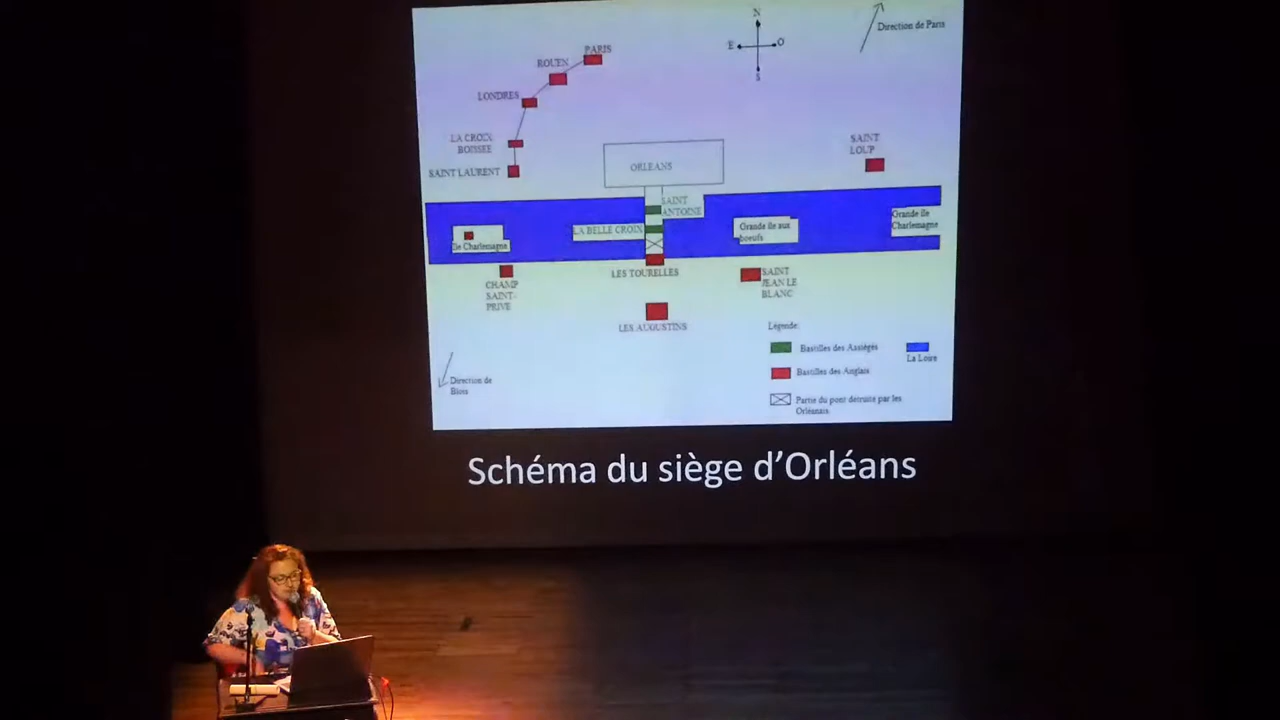 N
Direction de Paris
E
O
S
PARIS
ROUEN
LONDRES
LA CROIX
BOISSEE
SAINT LAURENT
ORLEANS
SAINT
LOUP
SAINT
ANTOINE
LA BELLE CROIX
Grande île aux
boeufs
Grande île
Charlemagne
Ile Charlemagne
LES TOURELLES
CHAMP
SAINT-
PRIVE
SAINT
JEAN LE
BLANC
LES AUGUSTINS
Légende:
Bastilles des Assiégés
La Loire
Bastilles des Anglais
Partie du pont détruite par les
Orléanais
Direction de
Blois
Schéma du siège d’Orléans